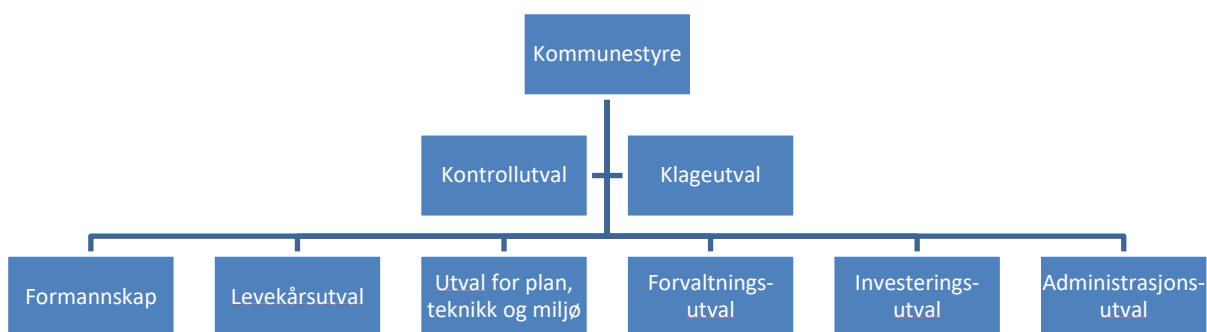 Kommunestyre
Kontrollutval
Klageutval
Formannskap
Levekårsutval
Utval for plan,
teknikk og miljø
Forvaltnings-
utval
Investerings-
utval
Administrasjons-
utval